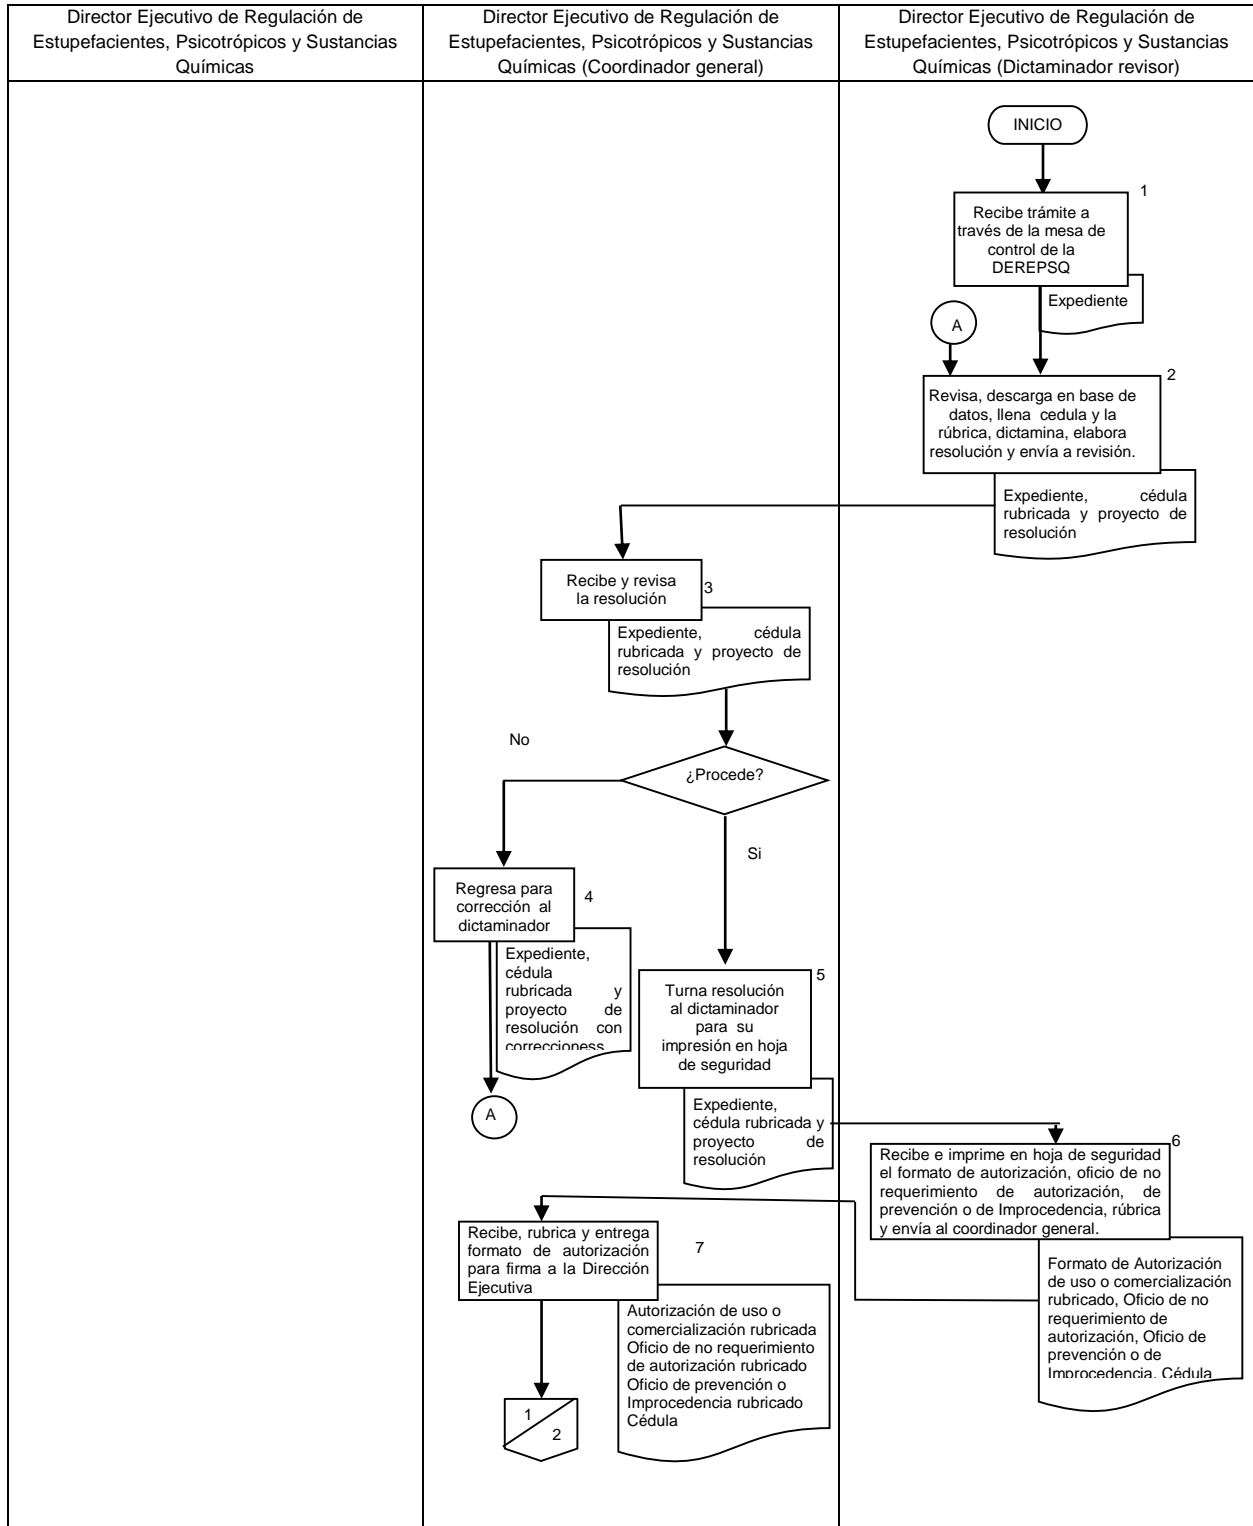 Director Ejecutivo de Regulación de
Estupefacientes, Psicotrópicos y Sustancias
Químicas
Director Ejecutivo de Regulación de
Estupefacientes, Psicotrópicos y Sustancias
Químicas (Coordinador general)
Director Ejecutivo de Regulación de
Estupefacientes, Psicotrópicos y Sustancias
Químicas (Dictaminador revisor)
INICIO
1
Recibe trámite a
través de la mesa de
control de la
DEREPSQ
Expediente
A
2
Revisa, descarga en base de
datos, llena cedula y la
rúbrica, dictamina, elabora
resolución y envía a revisión.
Expediente, cédula
rubricada y proyecto de
resolución
Recibe y revisa
la resolución
3
Expediente, cédula
rubricada y proyecto de
resolución
No
¿Procede?
Si
Regresa para
corrección al
dictaminador
4
Expediente,
cédula
rubricada y
proyecto de
resolución con
correccioness
A
5
Turna resolución
al dictaminador
para su
impresión en hoja
de seguridad
Expediente,
cédula rubricada y
proyecto de
resolución
6
Recibe e imprime en hoja de seguridad
el formato de autorización, oficio de no
requerimiento de autorización, de
prevención o de Improcedencia, rúbrica
y envía al coordinador general.
Formato de Autorización
de uso o comercialización
rubricado, Oficio de no
requerimiento de
autorización, Oficio de
prevención o de
Improcedencia, Cédula
Recibe, rubrica y entrega
formato de autorización
para firma a la Dirección
Ejecutiva
7
Autorización de uso o
comercialización rubricada
Oficio de no requerimiento
de autorización rubricado
Oficio de prevención o
Improcedencia rubricado
Cédula
1
2